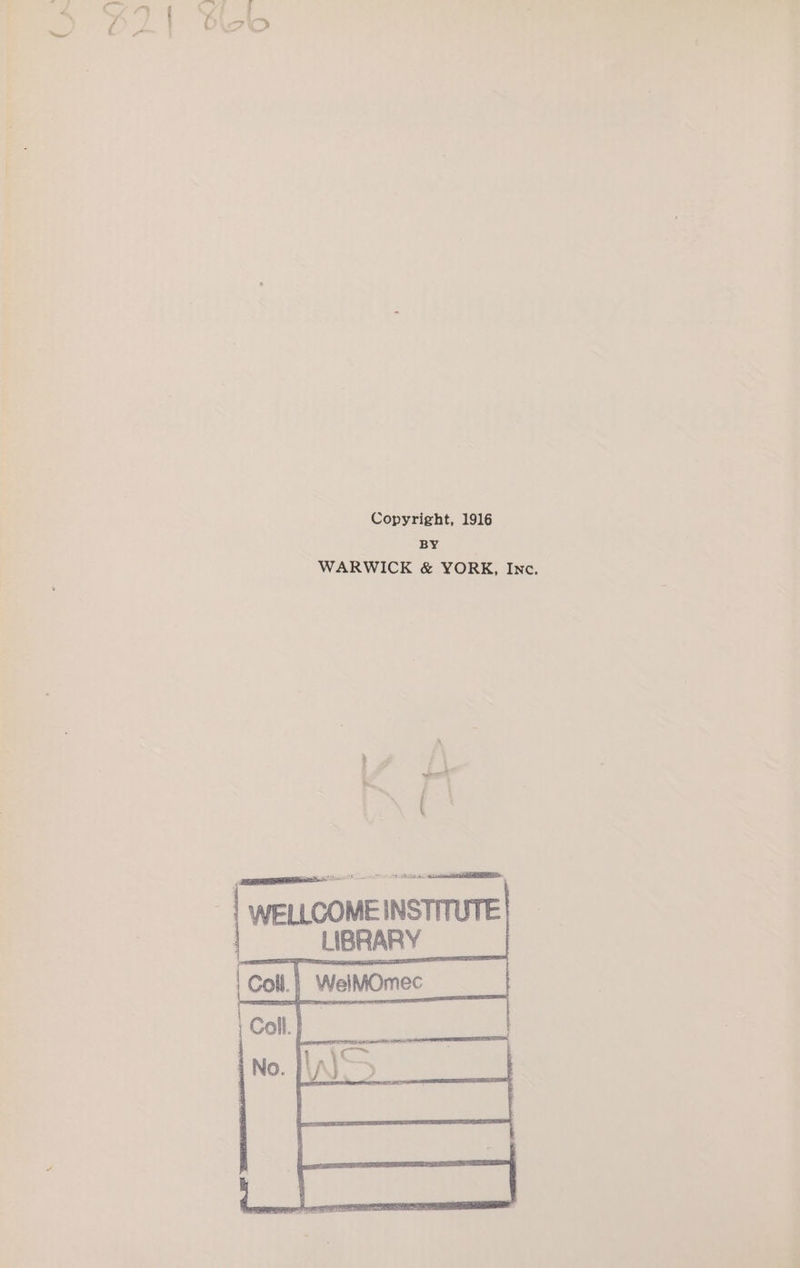 Copyright, 1916
BY
WARWICK & YORK, Inc.
WELLCOME INSTITUTE
LIBRARY
Coll. WelMOmec
Coll.
No. WS